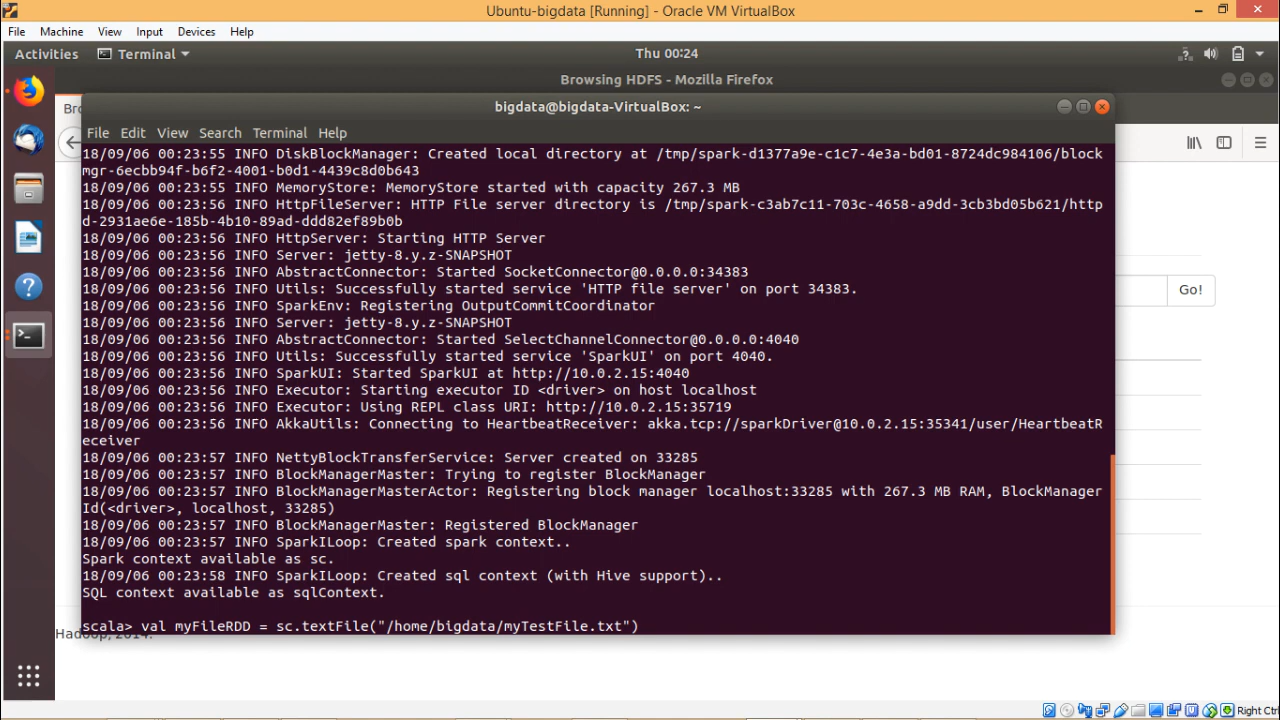 Ubuntu-bigdata [Running] - Oracle VM VirtualBox
File Machine View Input Devices Help
Activities Terminal Thu 00:24
Browsing HDFS - Mozilla Firefox
Bro
bigdata@bigdata-VirtualBox: ~
File Edit View Search Terminal Help
18/09/06 00:23:55 INFO DiskBlockManager: Created local directory at /tmp/spark-d1377a9e-c1c7-4e3a-bd01-8724dc984106/block
mgr-6ecbb94f-b6f2-4001-b0d1-4439c8d0b643
18/09/06 00:23:55 INFO MemoryStore: MemoryStore started with capacity 267.3 MB
18/09/06 00:23:56 INFO HttpFileServer: HTTP File server directory is /tmp/spark-c3ab7c11-703c-4658-a9dd-3cb3bd05b621/http
d-2931ae6e-185b-4b10-89ad-ddd82ef89b0b
18/09/06 00:23:56 INFO HttpServer: Starting HTTP Server
18/09/06 00:23:56 INFO Server: jetty-8.y.z-SNAPSHOT
18/09/06 00:23:56 INFO AbstractConnector: Started SocketConnector@0.0.0.0:34383
18/09/06 00:23:56 INFO Utils: Successfully started service 'HTTP file server' on port 34383.
18/09/06 00:23:56 INFO SparkEnv: Registering OutputCommitCoordinator
18/09/06 00:23:56 INFO Server: jetty-8.y.z-SNAPSHOT
18/09/06 00:23:56 INFO AbstractConnector: Started SelectChannelConnector@0.0.0.0:4040
18/09/06 00:23:56 INFO Utils: Successfully started service 'SparkUI' on port 4040.
18/09/06 00:23:56 INFO SparkUI: Started SparkUI at http://10.0.2.15:4040
18/09/06 00:23:56 INFO Executor: Starting executor ID <driver> on host localhost
18/09/06 00:23:56 INFO Executor: Using REPL class URI: http://10.0.2.15:35719
18/09/06 00:23:56 INFO AkkaUtils: Connecting to HeartbeatReceiver: akka.tcp://sparkDriver@10.0.2.15:35341/user/HeartbeatR
eceiver
18/09/06 00:23:57 INFO NettyBlockTransferService: Server created on 33285
18/09/06 00:23:57 INFO BlockManagerMaster: Trying to register BlockManager
18/09/06 00:23:57 INFO BlockManagerMasterActor: Registering block manager localhost:33285 with 267.3 MB RAM, BlockManager
Id(<driver>, localhost, 33285)
18/09/06 00:23:57 INFO BlockManagerMaster: Registered BlockManager
18/09/06 00:23:57 INFO SparkILoop: Created spark context..
Spark context available as sc.
18/09/06 00:23:58 INFO SparkILoop: Created sql context (with Hive support)..
SQL context available as sqlContext.
scala> val myFileRDD = sc.textFile("/home/bigdata/myTestFile.txt")
Go!
Hadoop, 2014.
Right Ctrl